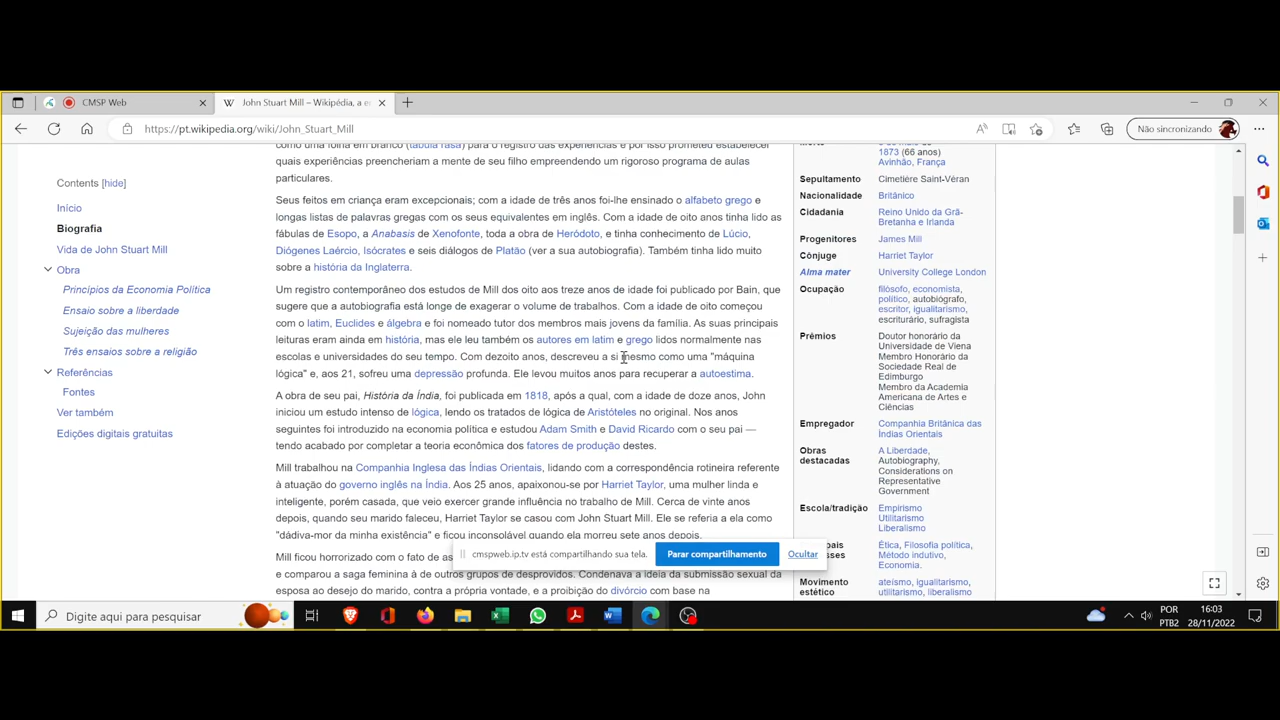 CMSP Web
John Stuart Mill – Wikipédia, a e
https://pt.wikipedia.org/wiki/John_Stuart_Mill
Não sincronizando
Contents [hide]
Início
Biografia
Vida de John Stuart Mill
Obra
Princípios da Economia Política
Ensaio sobre a liberdade
Sujeição das mulheres
Três ensaios sobre a religião
Referências
Fontes
Ver também
Edições digitais gratuitas
como uma folha em branco (tabula rasa) para o registro das experiências e por isso prometeu estabelecer
quais experiências preencheriam a mente de seu filho empreendendo um rigoroso programa de aulas
particulares.
Seus feitos em criança eram excepcionais; com a idade de três anos foi-lhe ensinado o alfabeto grego e
longas listas de palavras gregas com os seus equivalentes em inglês. Com a idade de oito anos tinha lido as
fábulas de Esopo, a Anabasis de Xenofonte, toda a obra de Heródoto, e tinha conhecimento de Lúcio,
Diógenes Laércio, Isócrates e seis diálogos de Platão (ver a sua autobiografia). Também tinha lido muito
sobre a história da Inglaterra.
Um registro contemporâneo dos estudos de Mill dos oito aos treze anos de idade foi publicado por Bain, que
sugere que a autobiografia está longe de exagerar o volume de trabalhos. Com a idade de oito começou
com o latim, Euclides e álgebra e foi nomeado tutor dos membros mais jovens da família. As suas principais
leituras eram ainda em história, mas ele leu também os autores em latim e grego lidos normalmente nas
escolas e universidades do seu tempo. Com dezoito anos, descreveu a si mesmo como uma "máquina
lógica" e, aos 21, sofreu uma depressão profunda. Ele levou muitos anos para recuperar a autoestima.
A obra de seu pai, História da Índia, foi publicada em 1818, após a qual, com a idade de doze anos, John
iniciou um estudo intenso de lógica, lendo os tratados de lógica de Aristóteles no original. Nos anos
seguintes foi introduzido na economia política e estudou Adam Smith e David Ricardo com o seu pai —
tendo acabado por completar a teoria econômica dos fatores de produção destes.
Mill trabalhou na Companhia Inglesa das Índias Orientais, lidando com a correspondência rotineira referente
à atuação do governo inglês na Índia. Aos 25 anos, apaixonou-se por Harriet Taylor, uma mulher linda e
inteligente, porém casada, que veio exercer grande influência no trabalho de Mill. Cerca de vinte anos
depois, quando seu marido faleceu, Harriet Taylor se casou com John Stuart Mill. Ele se referia a ela como
"dádiva-mor da minha existência" e ficou inconsolável quando ela morreu sete anos depois.
Mill ficou horrorizado com o fato de as
e comparou a saga feminina à de outros grupos de desprovidos. Condenava a ideia da submissão sexual da
esposa ao desejo do marido, contra a própria vontade, e a proibição do divórcio com base na
1873 (66 anos)
Avinhão, França
Sepultamento Cimetière Saint-Véran
Nacionalidade Britânico
Cidadania Reino Unido da Grã-
Bretanha e Irlanda
Progenitores James Mill
Cônjuge Harriet Taylor
Alma mater University College London
Ocupação filósofo, economista,
político, autobiógrafo,
escritor, igualitarismo,
escriturário, sufragista
Prêmios Doutor honorário da
Universidade de Viena
Membro Honorário da
Sociedade Real de
Edimburgo
Membro da Academia
Americana de Artes e
Ciências
Empregador Companhia Britânica das
Índias Orientais
Obras destacadas A Liberdade,
Autobiography,
Considerations on
Representative
Government
Escola/tradição Empirismo
Utilitarismo
Liberalismo
Ética, Filosofia política,
Método indutivo,
Economia.
Movimento estético ateísmo, igualitarismo,
utilitarismo, liberalismo
cmspweb.ip.tv está compartilhando sua tela.
Parar compartilhamento
Ocultar
Digite aqui para pesquisar
POR
PTB2
16:03
28/11/2022